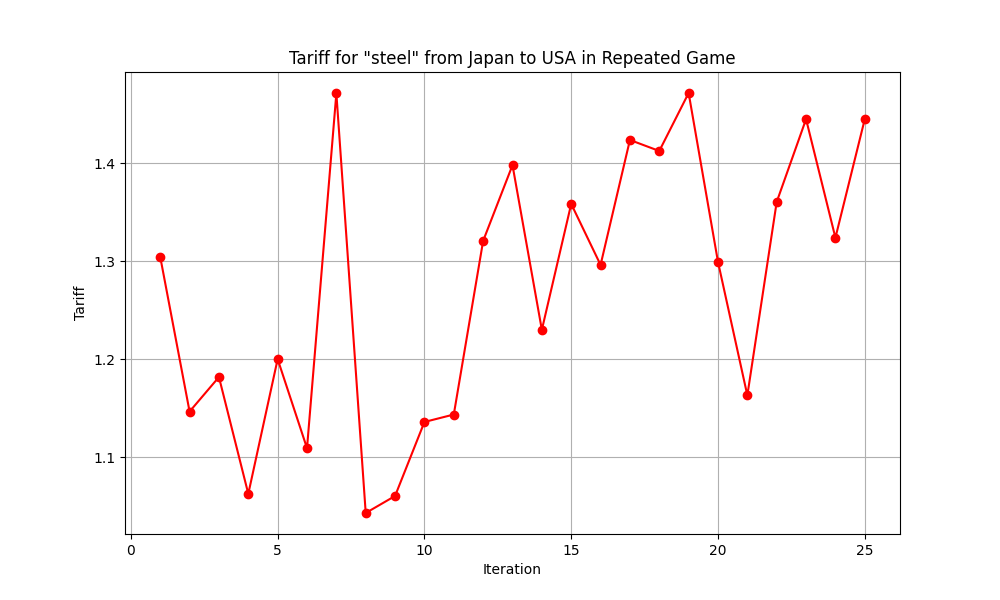 Tariff for "steel" from Japan to USA in Repeated Game
Tariff
1.4
1.3
1.2
1.1
0 5 10 15 20 25
Iteration